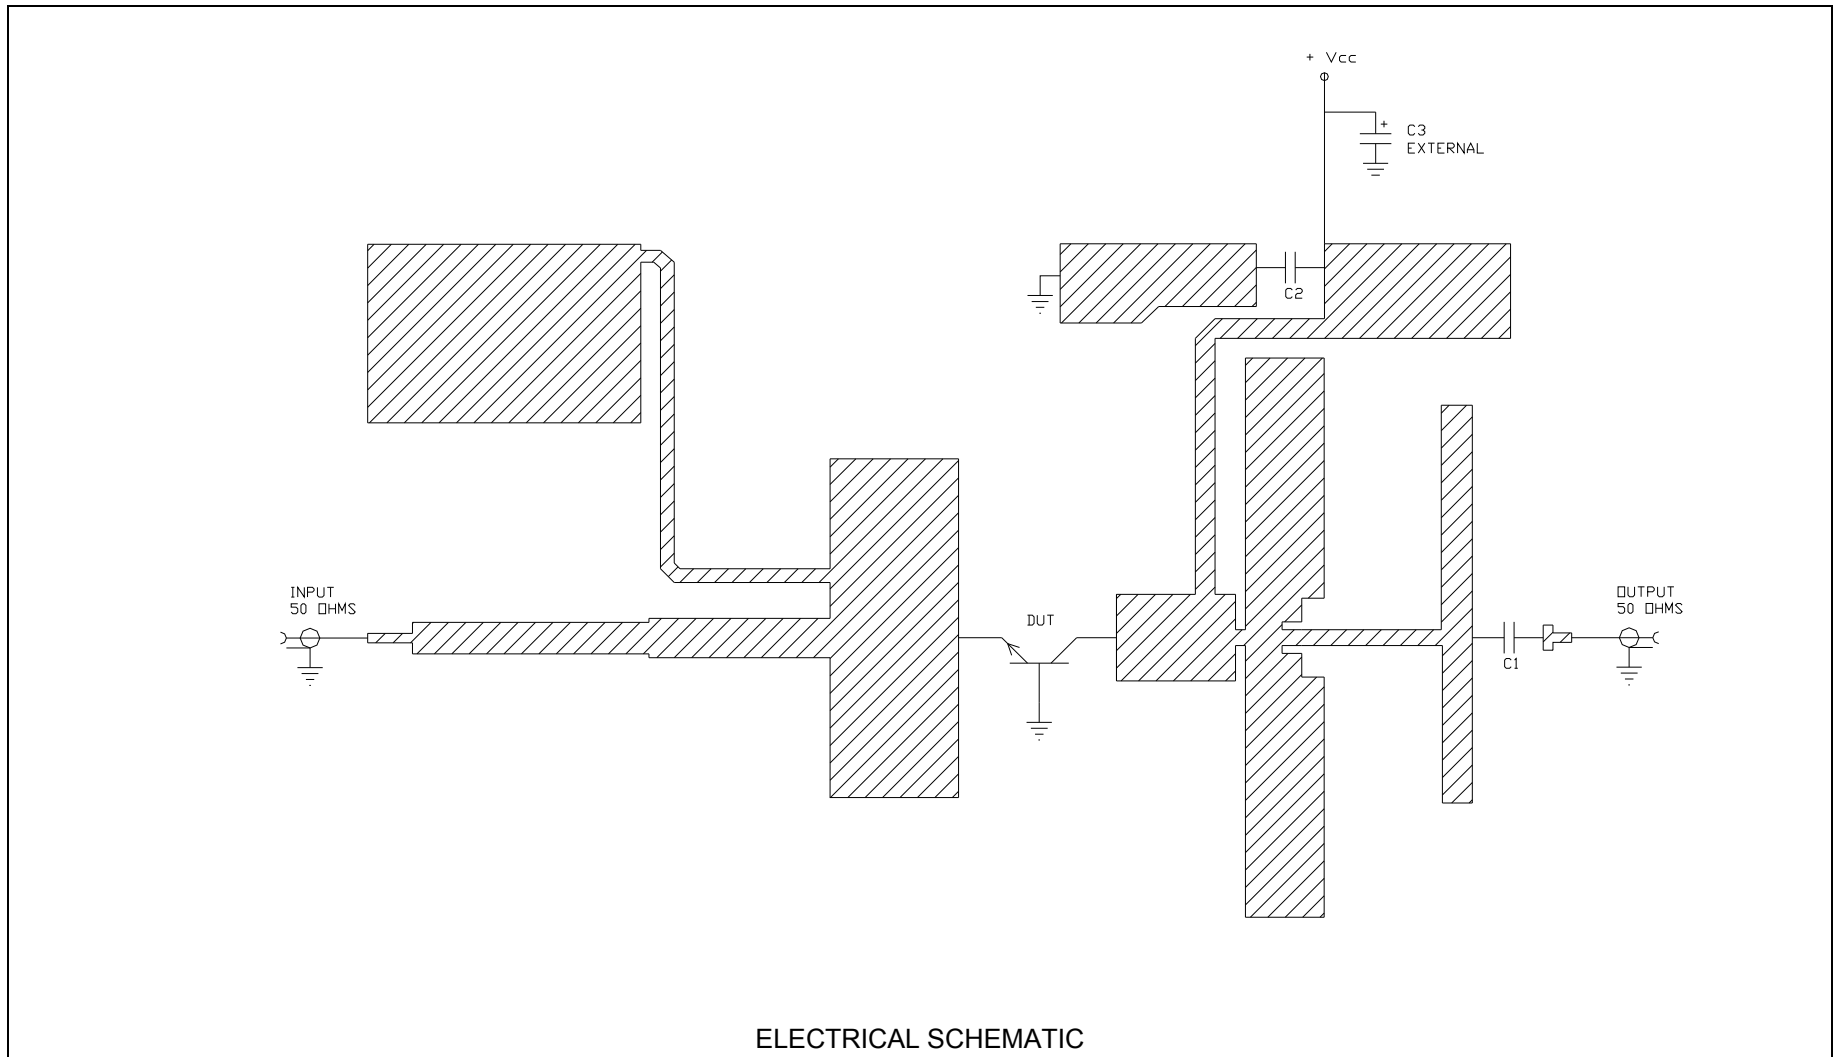 + Vcc
+
C3
EXTERNAL
C2
INPUT
50 OHMS
DUT
OUTPUT
50 OHMS
C1
ELECTRICAL SCHEMATIC